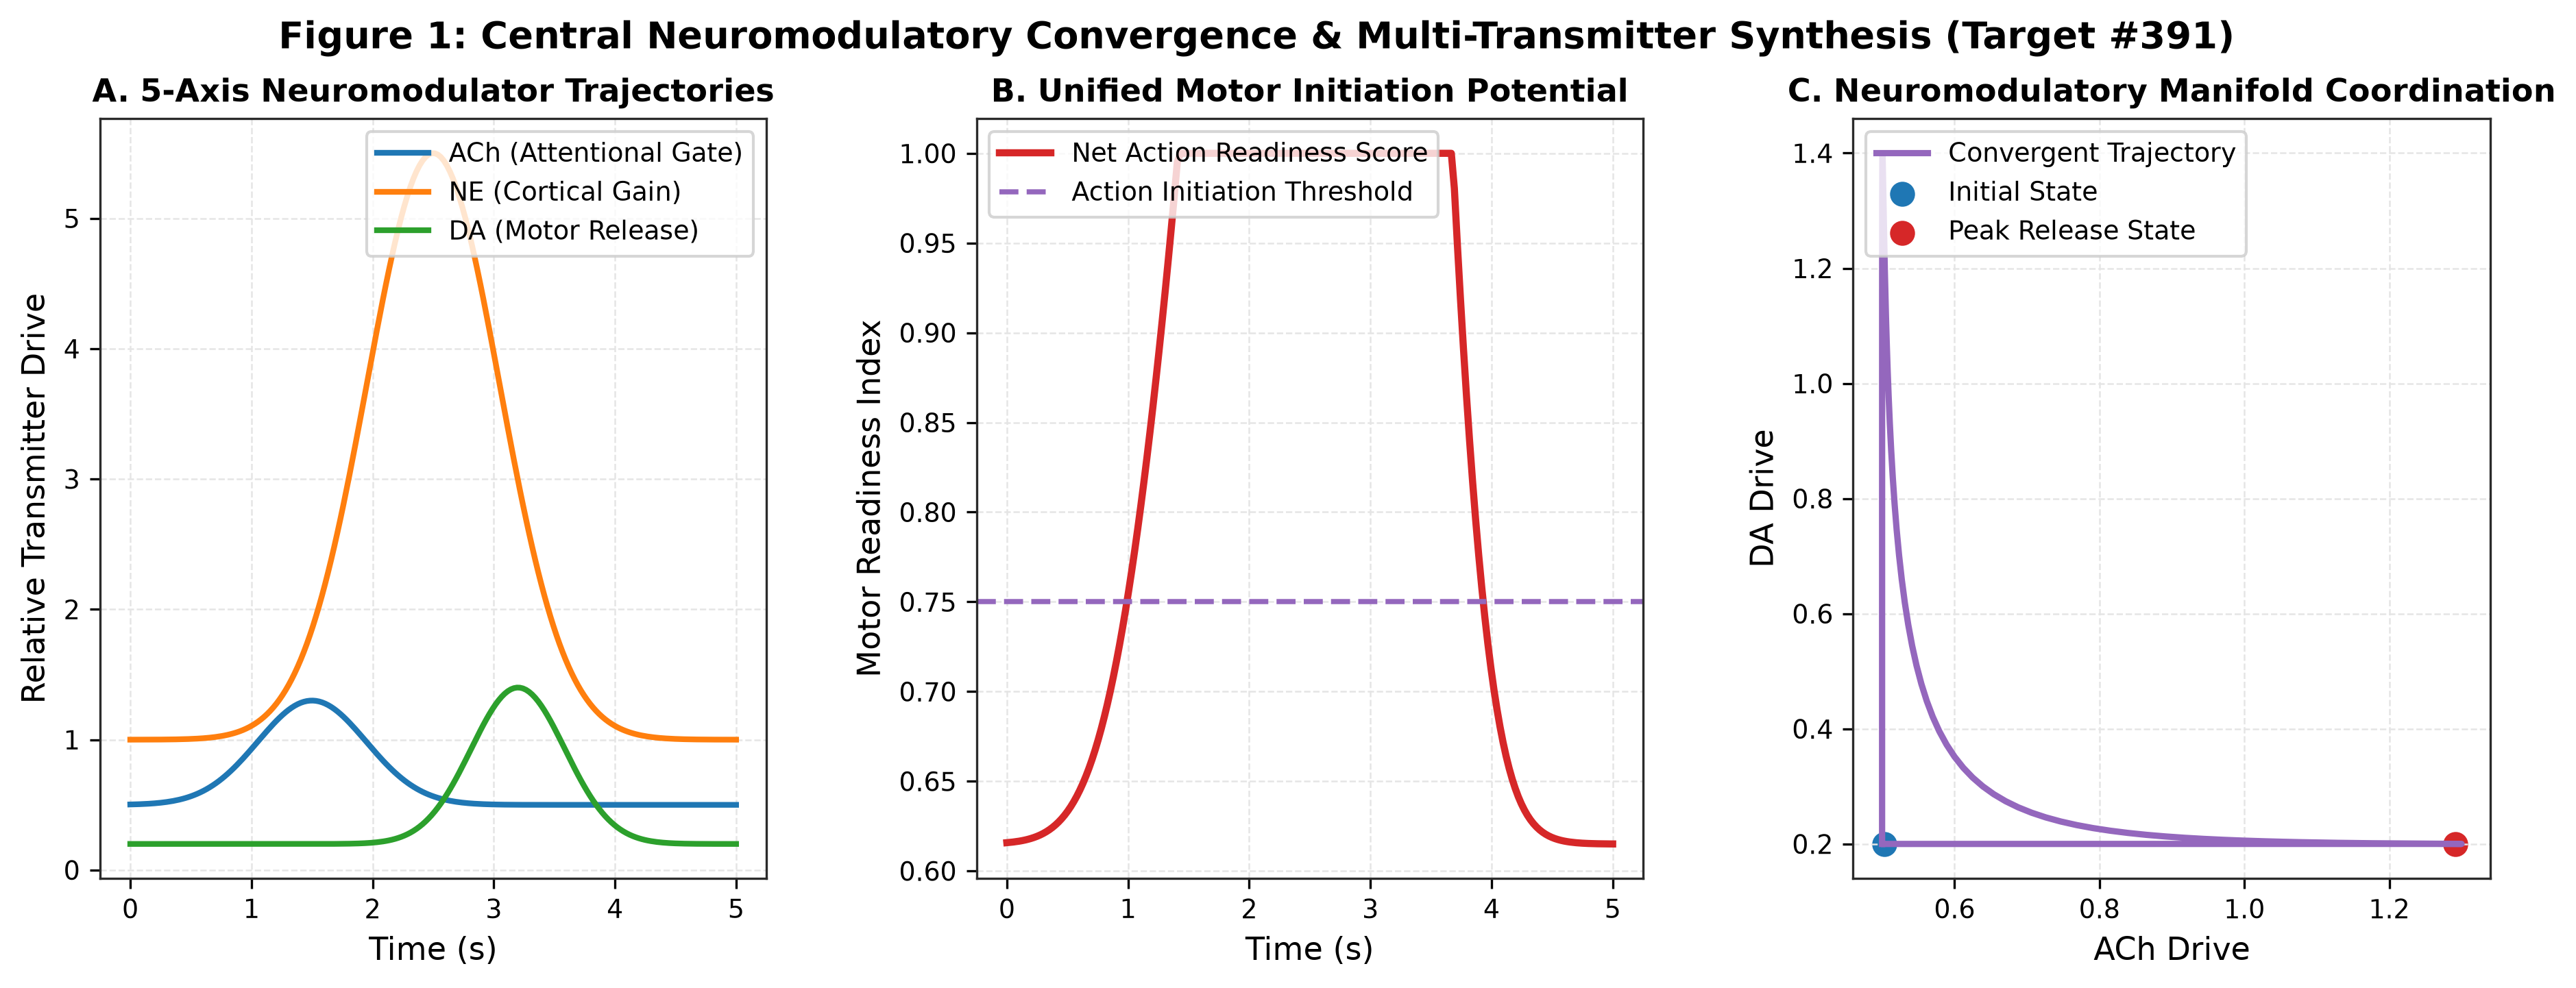 Figure 1: Central Neuromodulatory Convergence & Multi-Transmitter Synthesis (Target #391)
A. 5-Axis Neuromodulator Trajectories
Relative Transmitter Drive
5
4
3
2
1
0
ACh (Attentional Gate)
NE (Cortical Gain)
DA (Motor Release)
0 1 2 3 4 5
Time (s)
B. Unified Motor Initiation Potential
Motor Readiness Index
1.00
0.95
0.90
0.85
0.80
0.75
0.70
0.65
0.60
Net Action Readiness Score
Action Initiation Threshold
0 1 2 3 4 5
Time (s)
C. Neuromodulatory Manifold Coordination
DA Drive
1.4
1.2
1.0
0.8
0.6
0.4
0.2
Convergent Trajectory
Initial State
Peak Release State
0.6 0.8 1.0 1.2
ACh Drive